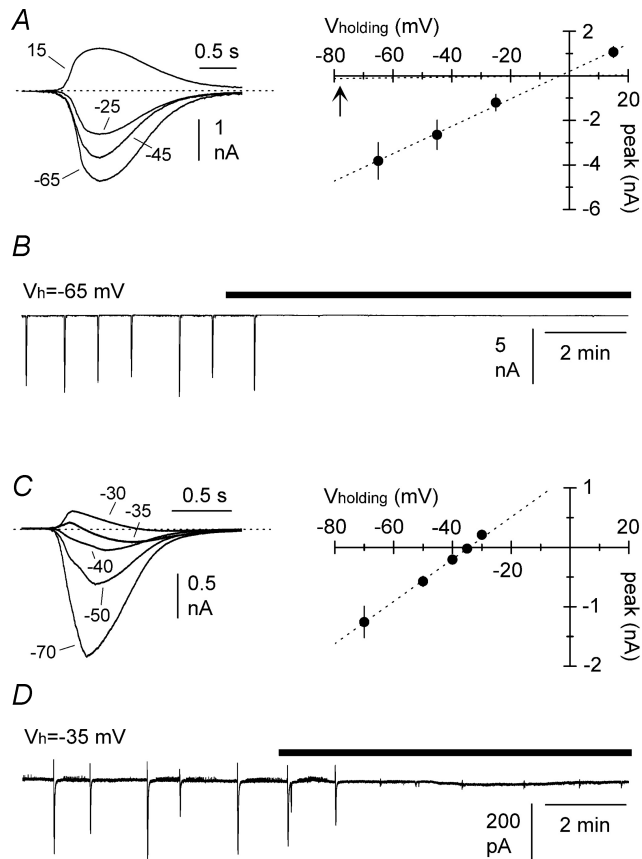 A
15
0.5 s
-25
1
nA
-45
-65
Vholding (mV)
-80 -60 -40 -20
2
20
-2
-4
-6
peak (nA)
B
Vh=-65 mV
5
nA
2 min
C
-30
0.5 s
-35
-40
0.5
nA
-50
-70
Vholding (mV)
1
-80 -60 -40
20
-20
-1
-2
peak (nA)
D
Vh=-35 mV
200
pA
2 min